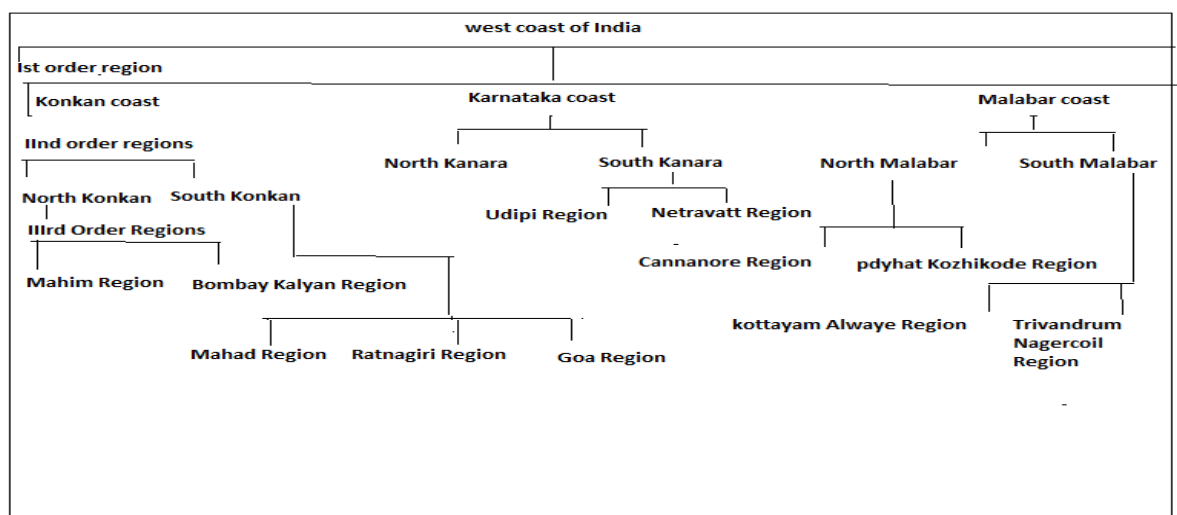 west coast of India
Ist order region
Konkan coast
Karnataka coast
Malabar coast
IInd order regions
North Kanara
South Kanara
North Malabar
South Malabar
North Konkan
South Konkan
Udipi Region
Netravatt Region
IIIrd Order Regions
Cannanore Region
pdyhat Kozhikode Region
Mahim Region
Bombay Kalyan Region
kottayam Alwaye Region
Trivandrum
Nagercoil
Region
Mahad Region
Ratnagiri Region
Goa Region